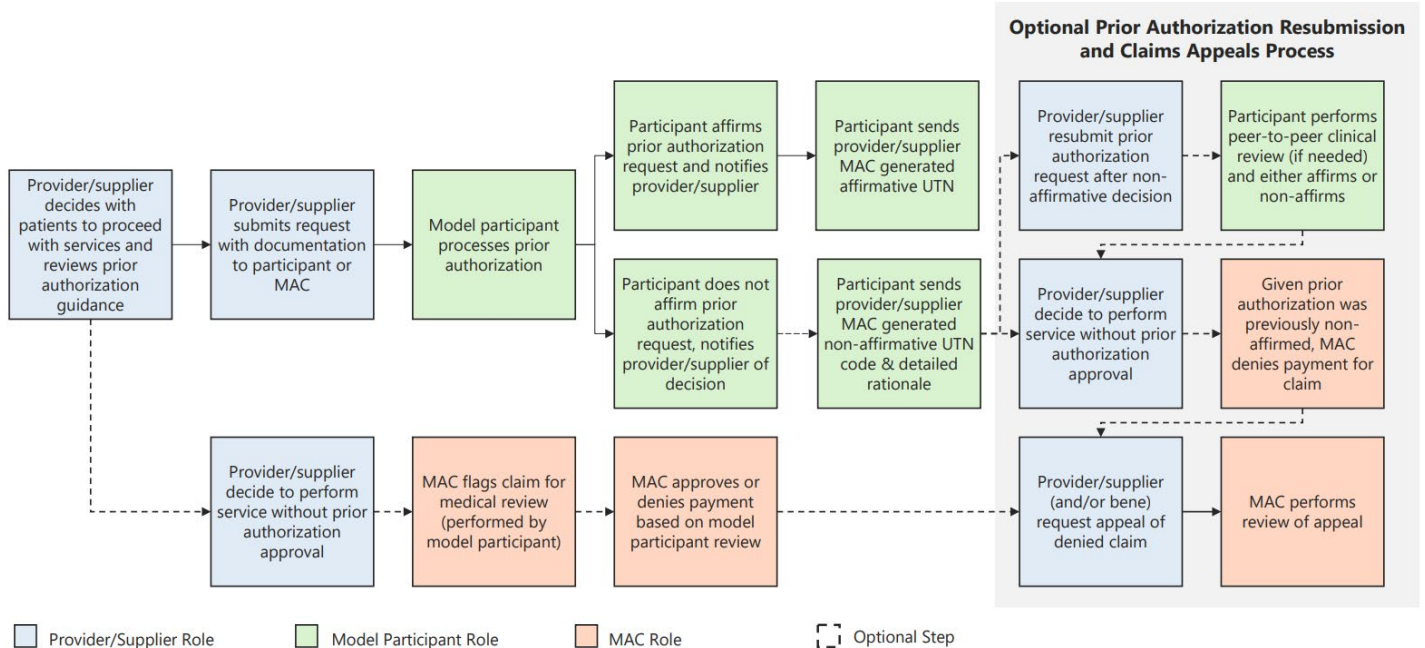 Optional Prior Authorization Resubmission
and Claims Appeals Process
Provider/supplier
decides with
patients to proceed
with services and
reviews prior
authorization
guidance
Provider/supplier
submits request
with documentation
to participant or
MAC
Model participant
processes prior
authorization
Participant affirms
prior authorization
request and notifies
provider/supplier
Participant sends
provider/supplier
MAC generated
affirmative UTN
Provider/supplier
resubmit prior
authorization
request after non-
affirmative decision
Participant performs
peer-to-peer clinical
review (if needed)
and either affirms or
non-affirms
Participant does not
affirm prior
authorization
request, notifies
provider/supplier of
decision
Participant sends
provider/supplier
MAC generated
non-affirmative UTN
code & detailed
rationale
Provider/supplier
decide to perform
service without prior
authorization
approval
Given prior
authorization was
previously non-
affirmed, MAC
denies payment for
claim
Provider/supplier
decide to perform
service without prior
authorization
approval
MAC flags claim for
medical review
(performed by
model participant)
MAC approves or
denies payment
based on model
participant review
Provider/supplier
(and/or bene)
request appeal of
denied claim
MAC performs
review of appeal
Provider/Supplier Role
Model Participant Role
MAC Role
Optional Step